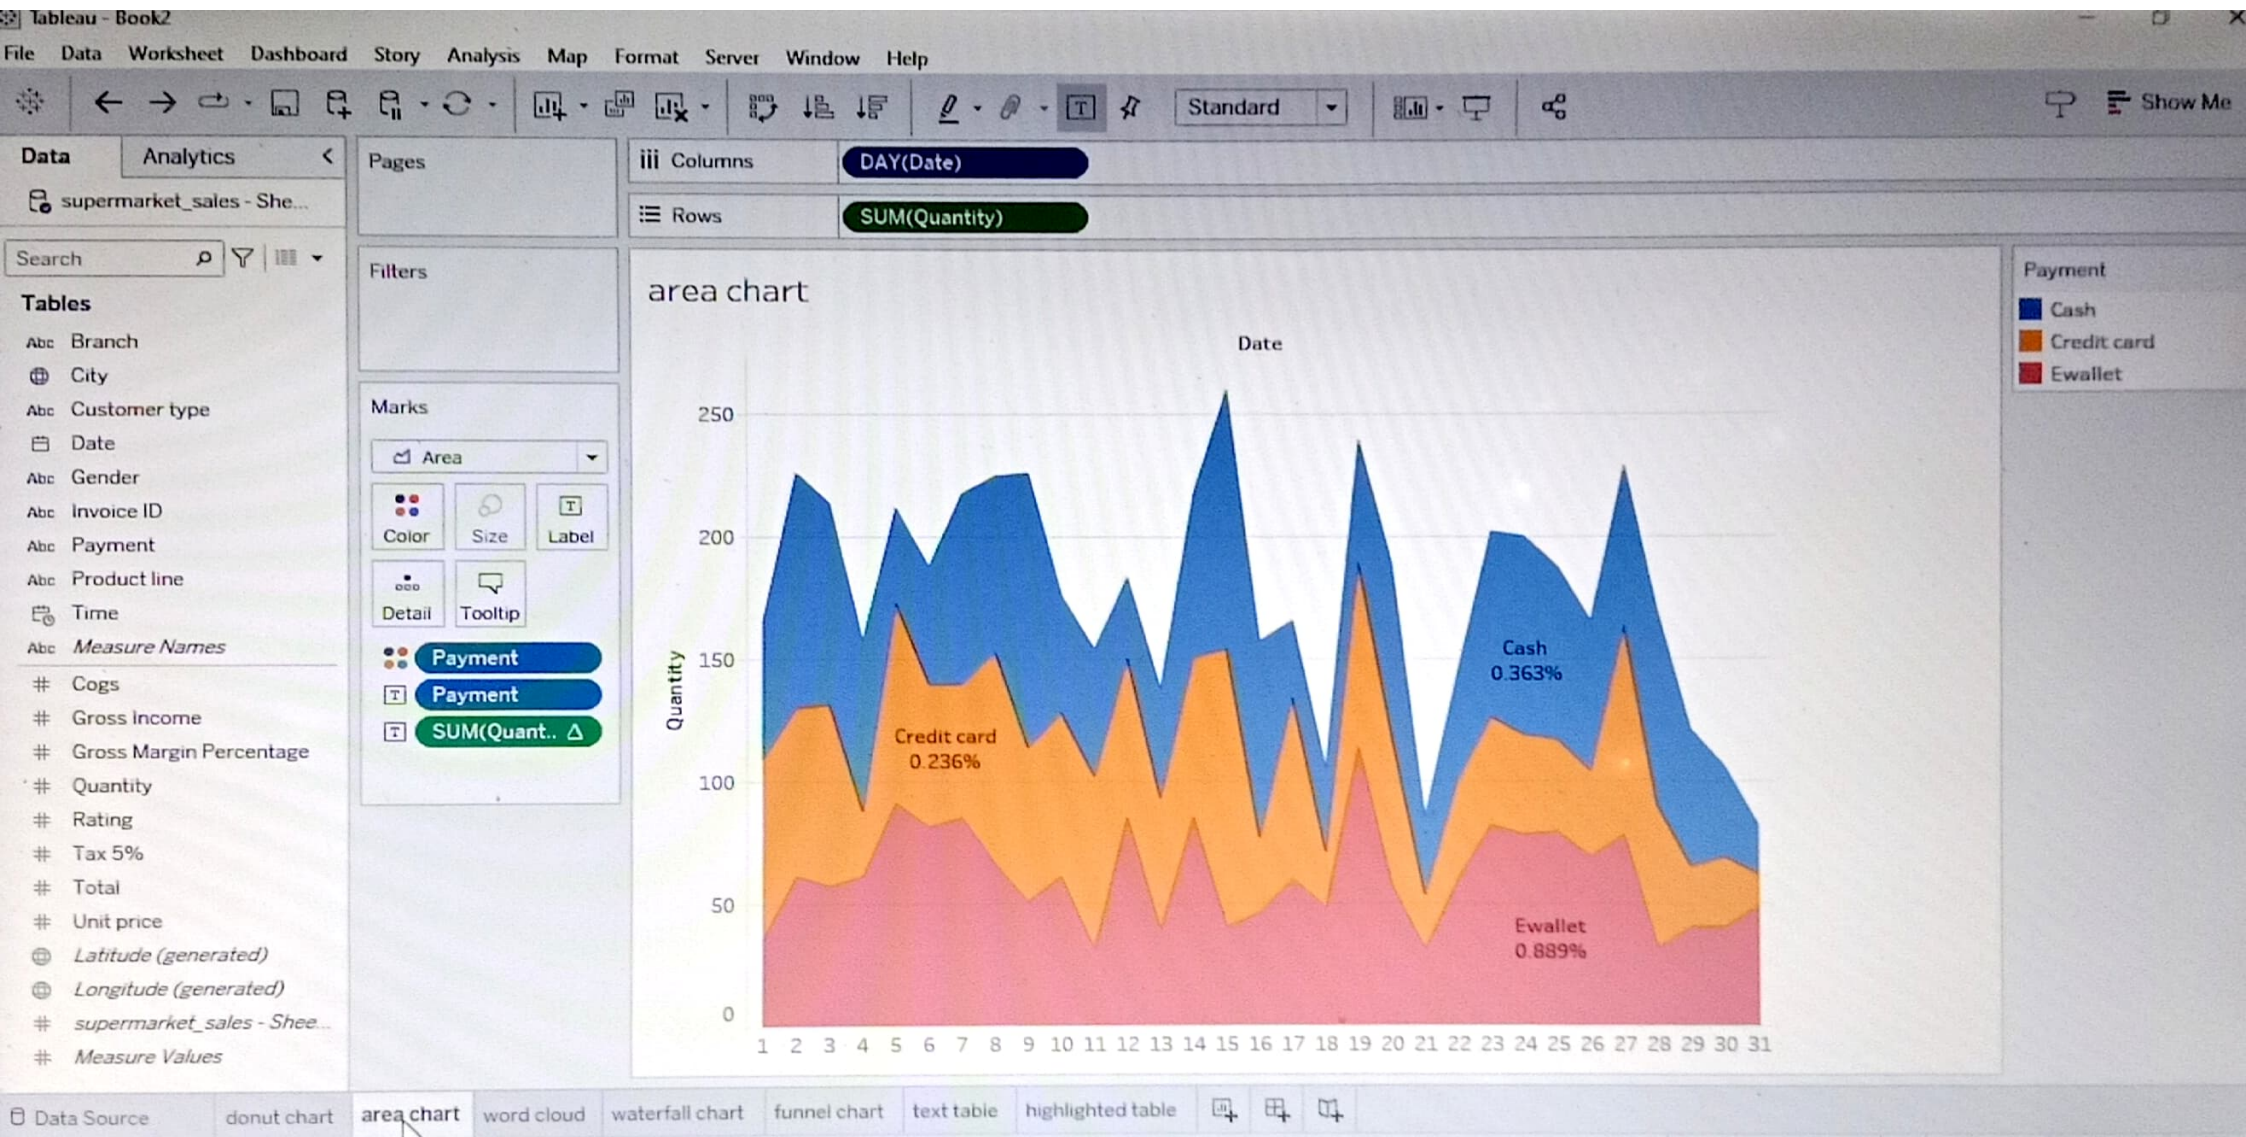 Tableau - Book2
File Data Worksheet Dashboard Story Analysis Map Format Server Window Help
Standard
Show Me
Data Analytics
supermarket_sales - She...
Search
Tables
Abc Branch
City
Abc Customer type
Date
Abc Gender
Abc Invoice ID
Abc Payment
Abc Product line
Time
Abc Measure Names
# Cogs
# Gross Income
# Gross Margin Percentage
# Quantity
# Rating
# Tax 5%
# Total
# Unit price
Latitude (generated)
Longitude (generated)
# supermarket_sales - Shee...
# Measure Values
Pages
Filters
Marks
Area
Color Size Label
Detail Tooltip
Payment
Payment
SUM(Quant.. Δ
Columns DAY(Date)
Rows SUM(Quantity)
area chart
Date
250
200
150
100
50
0
Quantity
Credit card
0.236%
Cash
0.363%
Ewallet
0.889%
1 2 3 4 5 6 7 8 9 10 11 12 13 14 15 16 17 18 19 20 21 22 23 24 25 26 27 28 29 30 31
Payment
Cash
Credit card
Ewallet
Data Source donut chart area chart word cloud waterfall chart funnel chart text table highlighted table